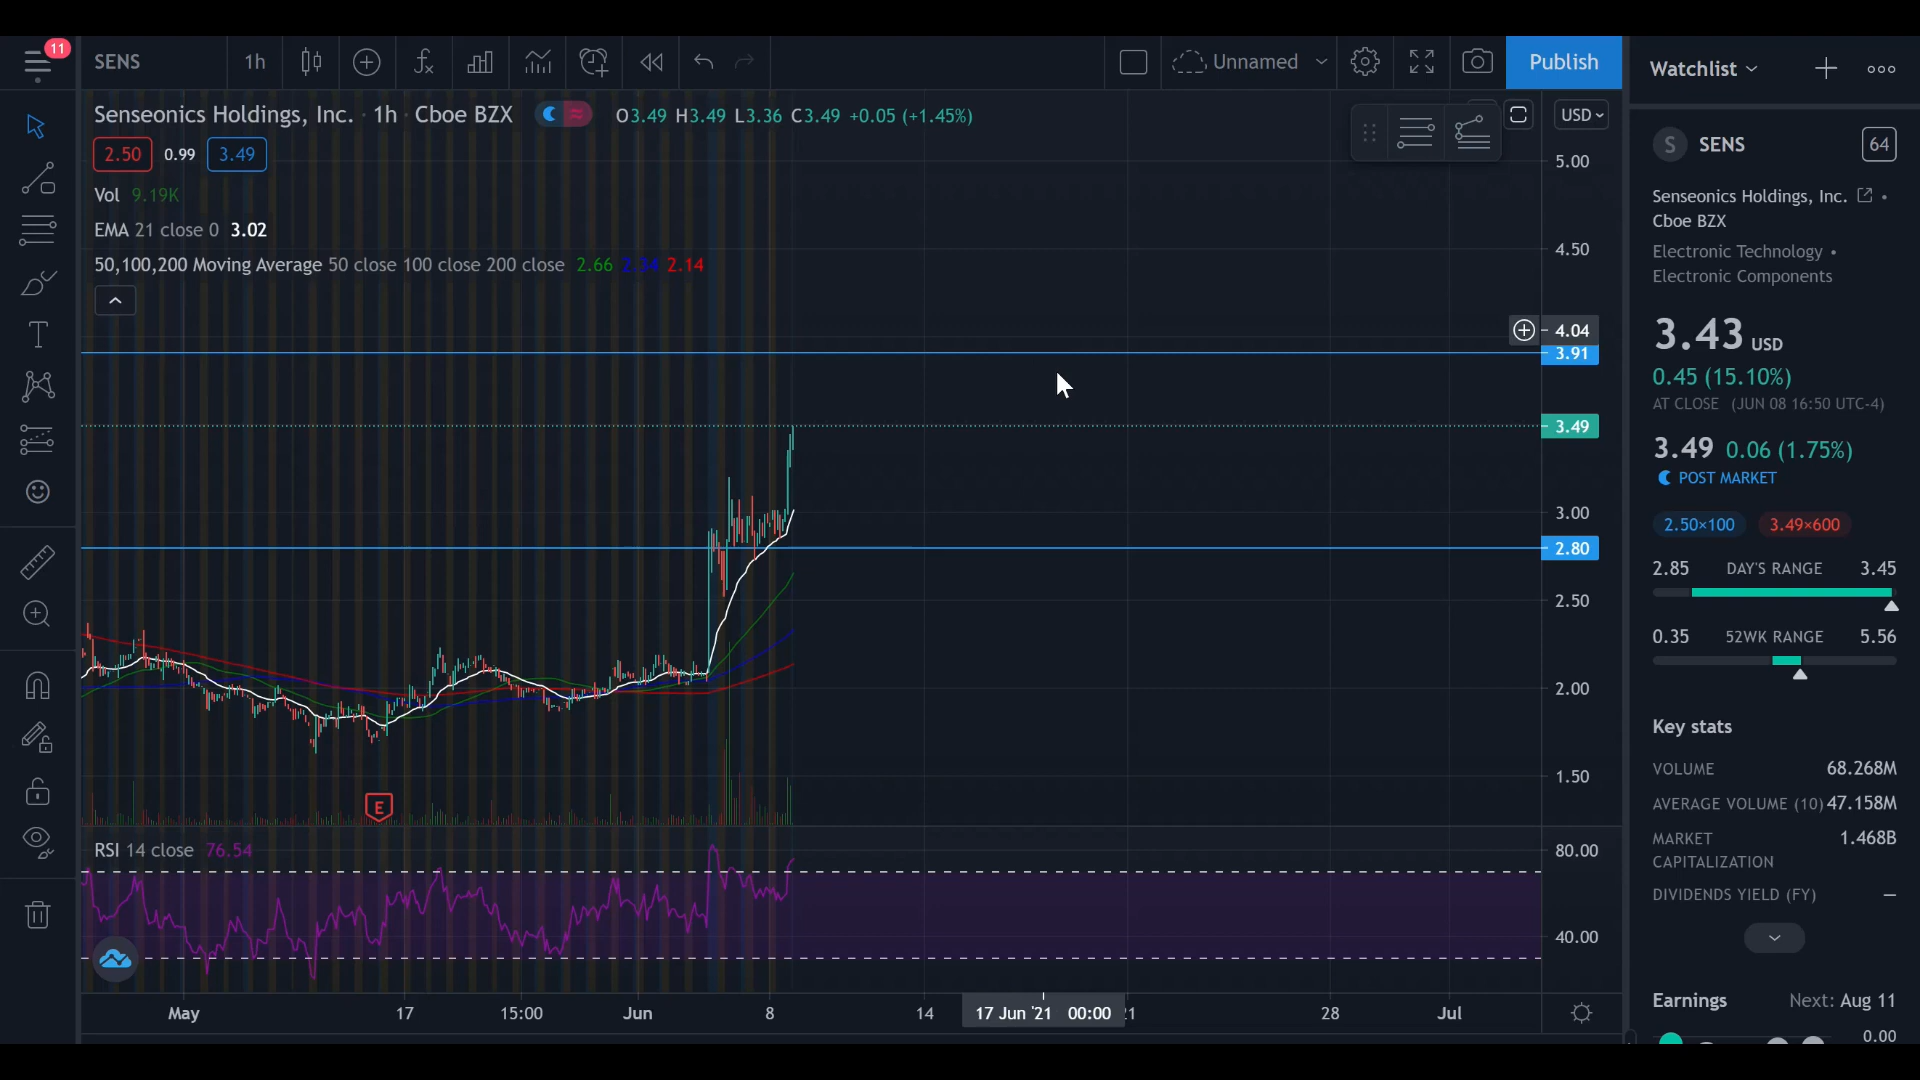 11
SENS
1h
Unnamed
Publish
Watchlist
Senseonics Holdings, Inc. · 1h · Cboe BZX
O3.49 H3.49 L3.36 C3.49 +0.05 (+1.45%)
2.50 0.99 3.49
Vol 9.19K
EMA 21 close 0 3.02
50,100,200 Moving Average 50 close 100 close 200 close 2.66 2.34 2.14
USD
5.00
4.50
4.04
3.91
3.49
3.00
2.80
2.50
2.00
1.50
E
RSI 14 close 76.54
80.00
40.00
May
17
15:00
Jun
8
14
17 Jun '21 00:00
28
Jul
S SENS 64
Senseonics Holdings, Inc. •
Cboe BZX
Electronic Technology •
Electronic Components
3.43 USD
0.45 (15.10%)
AT CLOSE (JUN 08 16:50 UTC-4)
3.49 0.06 (1.75%)
POST MARKET
2.50×100 3.49×600
2.85 DAY'S RANGE 3.45
0.35 52WK RANGE 5.56
Key stats
VOLUME 68.268M
AVERAGE VOLUME (10) 47.158M
MARKET 1.468B
CAPITALIZATION
DIVIDENDS YIELD (FY) —
Earnings Next: Aug 11
0.00